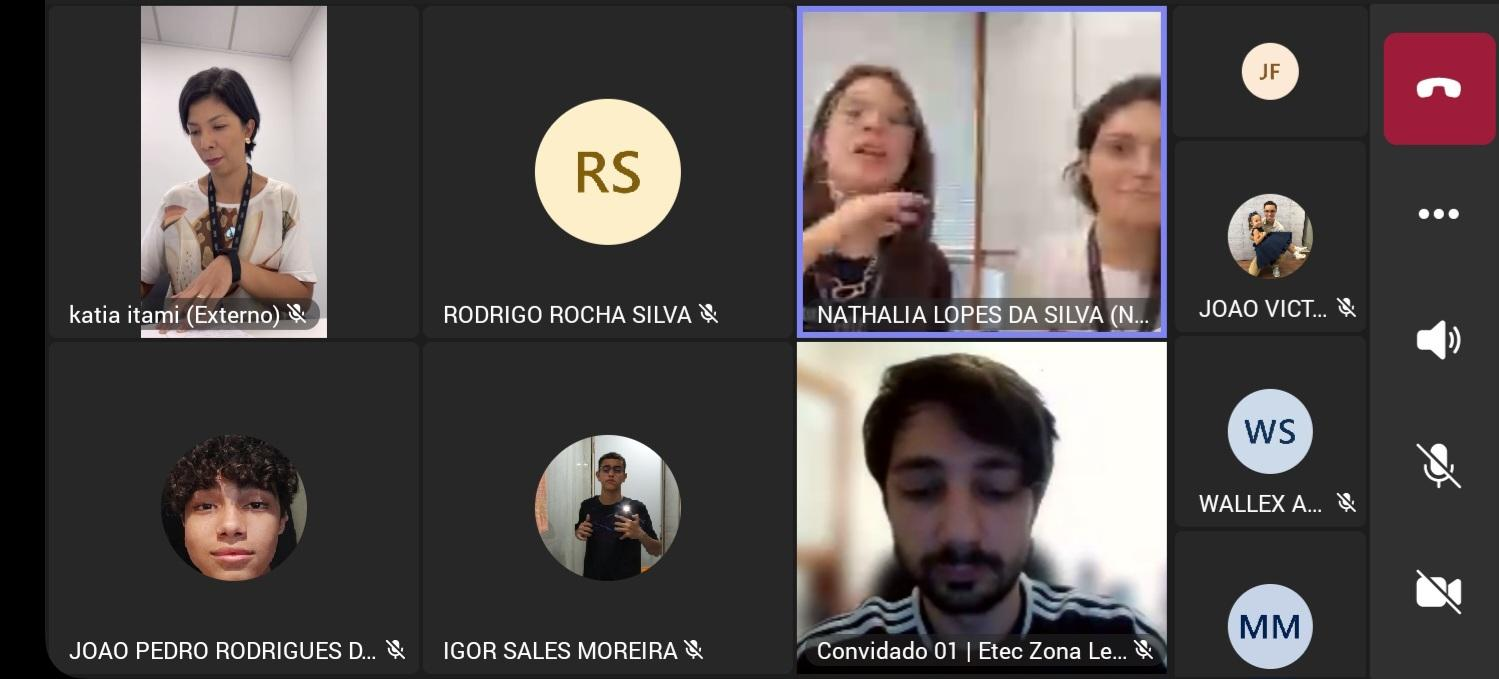 katia itami (Externo)
RS
RODRIGO ROCHA SILVA
NATHALIA LOPES DA SILVA (N...
JF
JOAO VICT...
JOAO PEDRO RODRIGUES D...
IGOR SALES MOREIRA
Convidado 01 | Etec Zona Le...
WS
WALLEX A...
MM